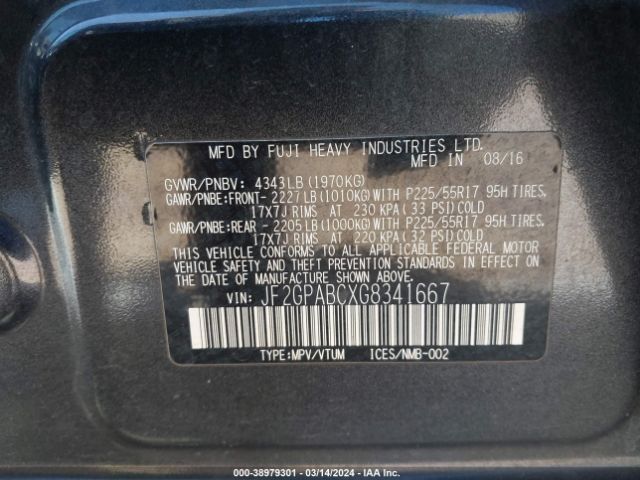 MFD BY FUJI HEAVY INDUSTRIES LTD.
MFD IN 08/16
GVWR/PNBV: 4343LB(1970KG)
GAWR/PNBE:FRONT- 2227LB(1010KG)WITH P225/55R17 95H TIRES,
17X7J RIMS AT 230 KPA(33 PSI)COLD
GAWR/PNBE:REAR - 2205LB(1000KG)WITH P225/55R17 95H TIRES,
17X7J RIMS AT 220 KPA(32 PSI)COLD
THIS VEHICLE CONFORMS TO ALL APPLICABLE FEDERAL MOTOR
VEHICLE SAFETY AND THEFT PREVENTION STANDARDS IN EFFECT ON
THE DATE OF MANUFACTURE SHOWN ABOVE.
VIN: JF2GPABCXG8341667
TYPE:MPV/VTUM ICES/NMB-002
000-38979301 - 03/14/2024 - IAA Inc.